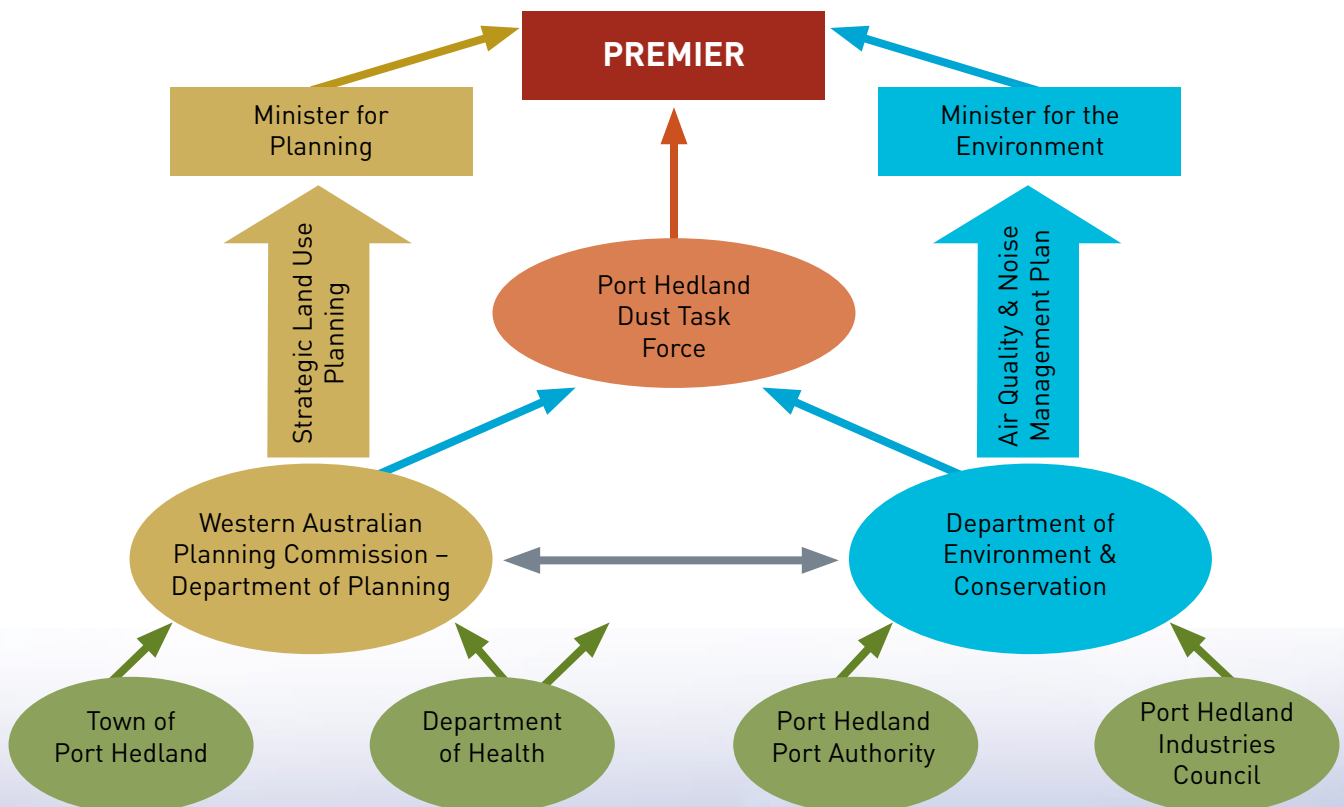 PREMIER
Minister for
Planning
Minister for the
Environment
Strategic Land Use
Planning
Port Hedland
Dust Task
Force
Air Quality & Noise
Management Plan
Western Australian
Planning Commission –
Department of Planning
Department of
Environment &
Conservation
Town of
Port Hedland
Department
of Health
Port Hedland
Port Authority
Port Hedland
Industries
Council